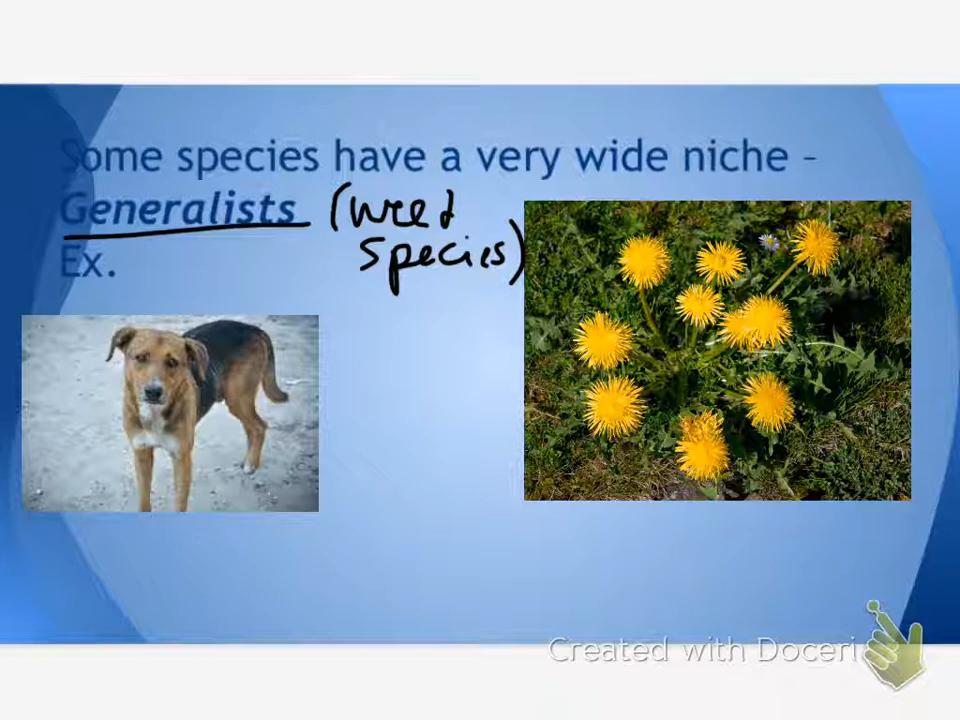 Some species have a very wide niche –
Generalists (weed
species)
Ex.
Created with Doceri